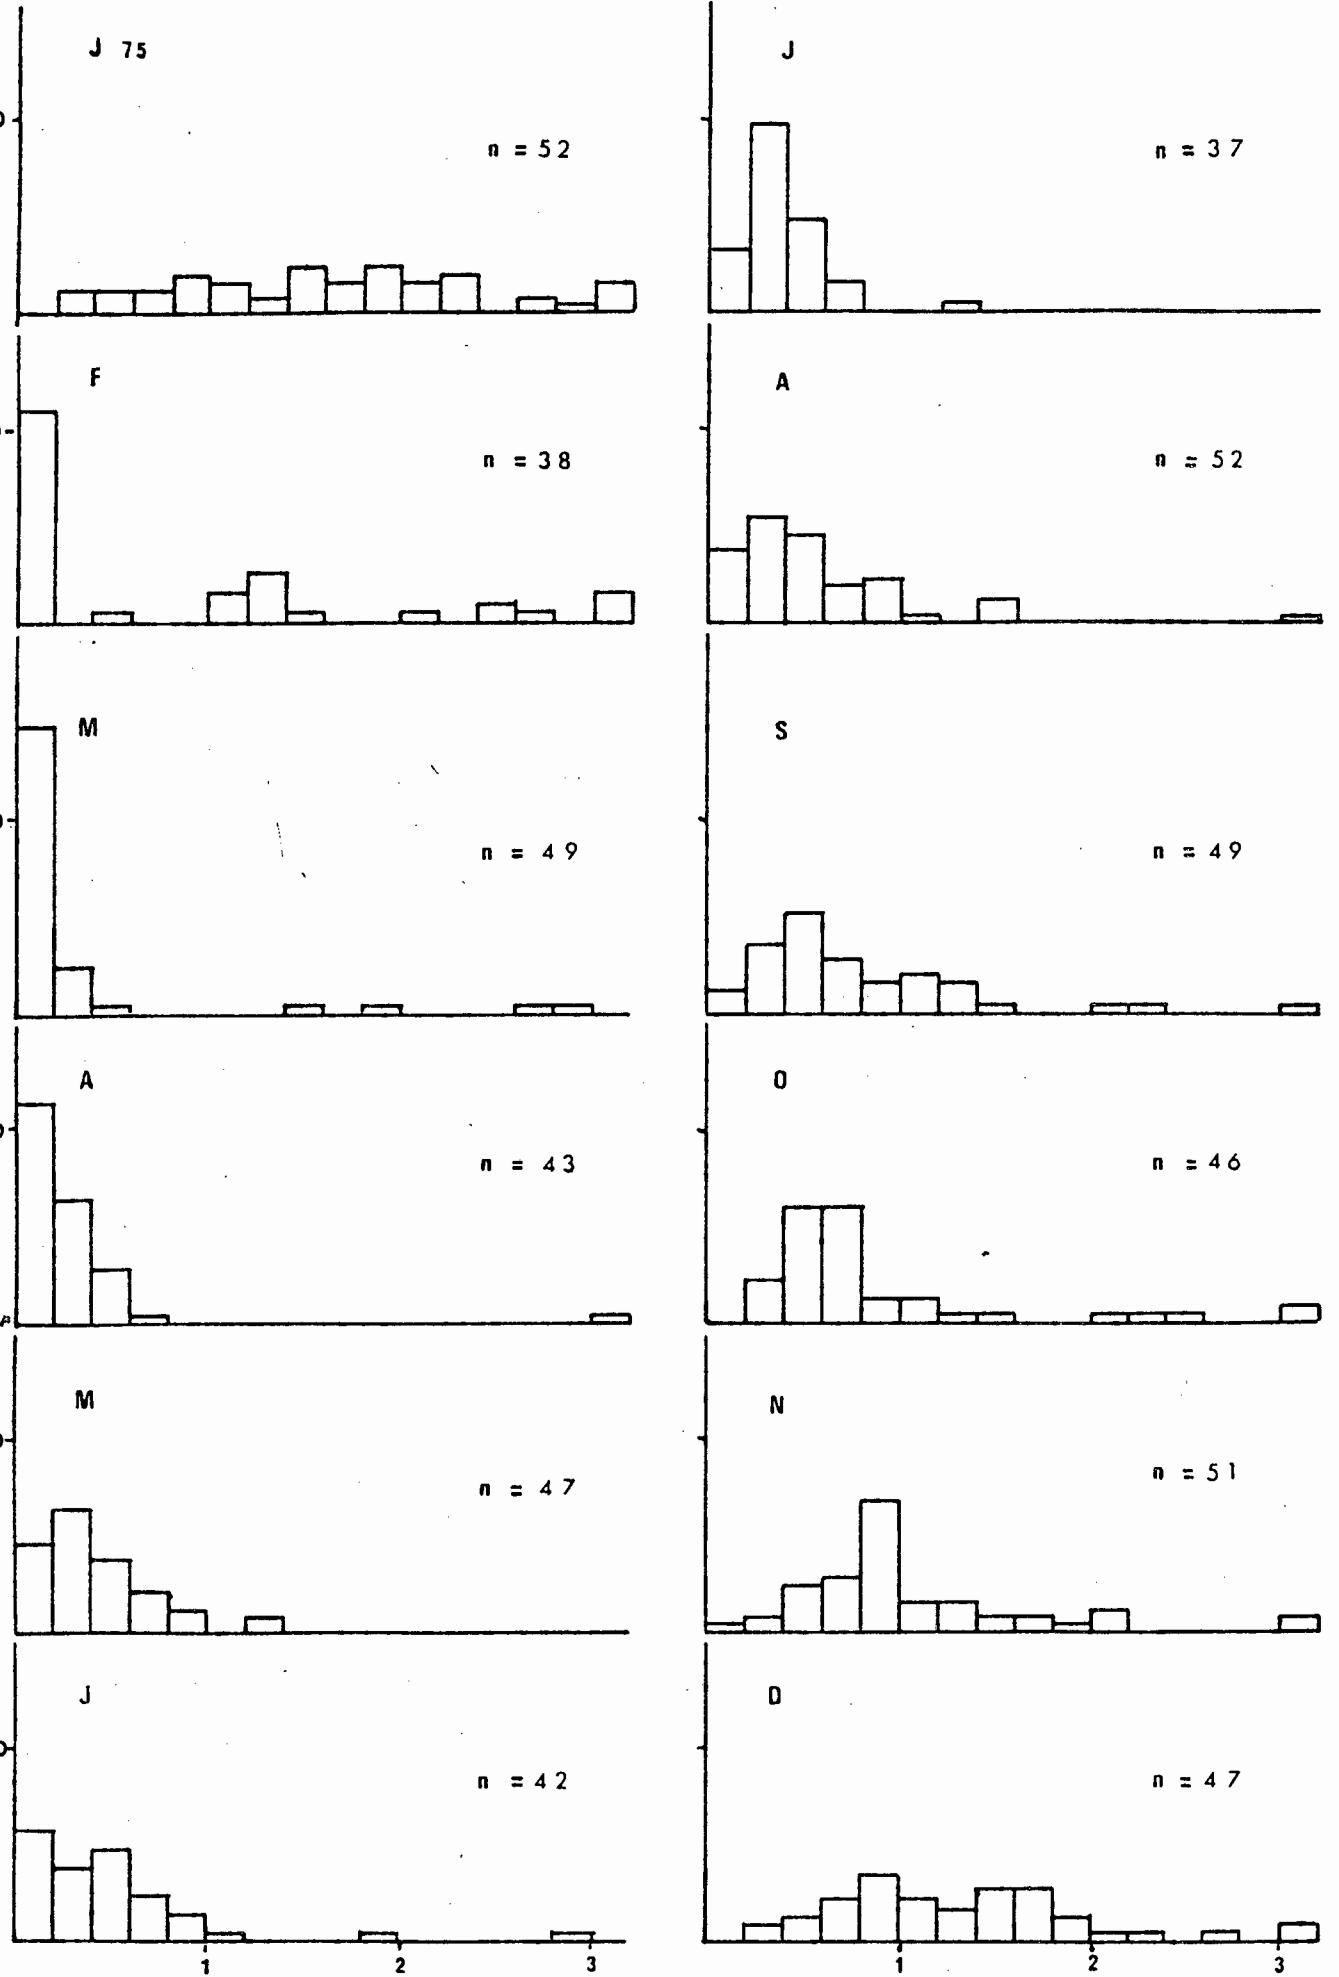 J 75
n = 52
F
n = 38
M
n = 49
A
n = 43
M
n = 47
J
n = 42
1 2 3
J
n = 37
A
n = 52
S
n = 49
O
n = 46
N
n = 51
D
n = 47
1 2 3